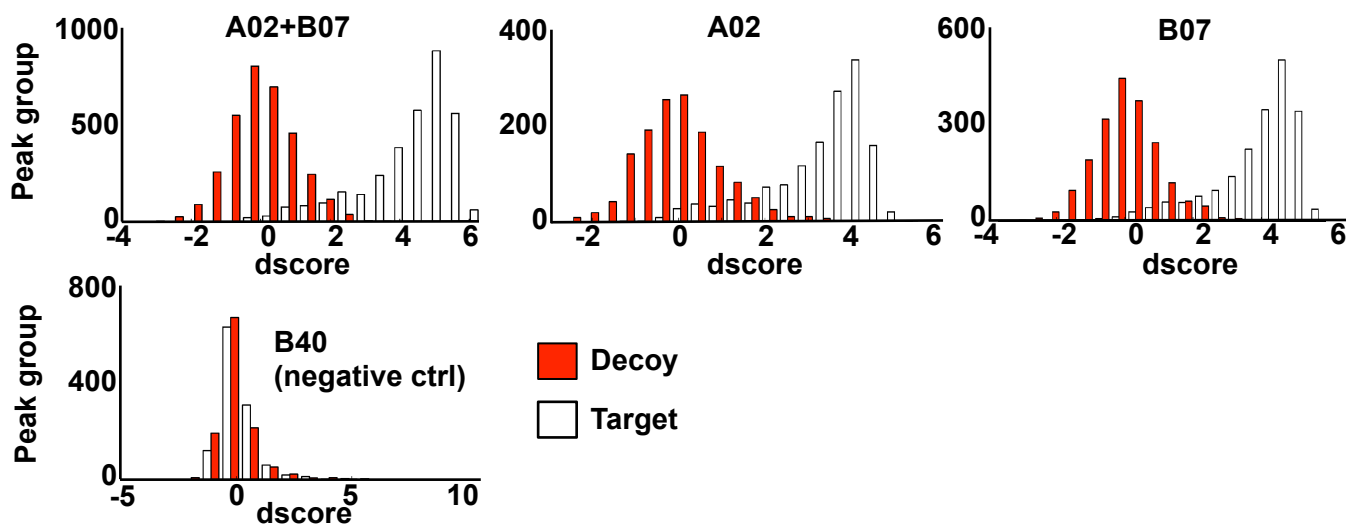 A02+B07
1000
500
0
Peak group
-4 -2 0 2 4 6
dscore
A02
400
200
0
-2 0 2 4 6
dscore
B07
600
300
0
-4 -2 0 2 4 6
dscore
800
400
0
Peak group
B40
(negative ctrl)
-5 0 5 10
dscore
Decoy
Target